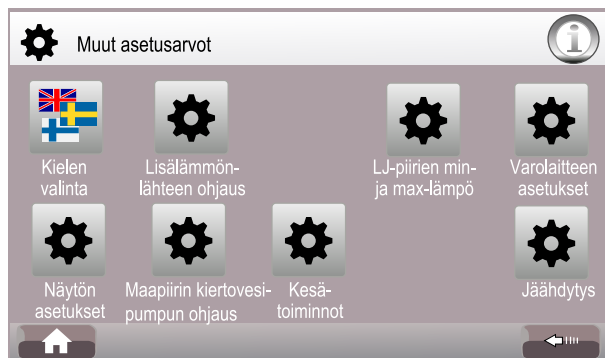 Muut asetusarvot
Kielen
valinta
Lisälämmön-
lähteen ohjaus
LJ-piirien min-
ja max-lämpö
Varolaitteen
asetukset
Näytön
asetukset
Maapiirin kiertovesi-
pumpun ohjaus
Kesä-
toiminnot
Jäähdytys